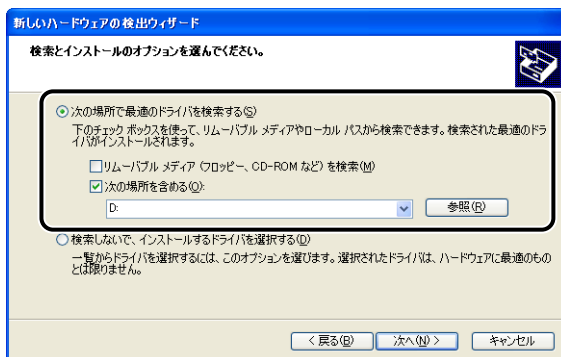 新しいハードウェアの検出ウィザード
検索とインストールのオプションを選んでください。
次の場所で最適のドライバを検索する(S)
下のチェック ボックスを使って、リムーバブル メディアやローカル パスから検索できます。検索された最適のドラ
イバがインストールされます。
リムーバブル メディア (フロッピー、CD-ROM など) を検索(M)
次の場所を含める(O):
D:
参照(R)
検索しないで、インストールするドライバを選択する(D)
一覧からドライバを選択するには、このオプションを選びます。選択されたドライバは、ハードウェアに最適のもの
とは限りません。
< 戻る(B)
次へ(N) >
キャンセル